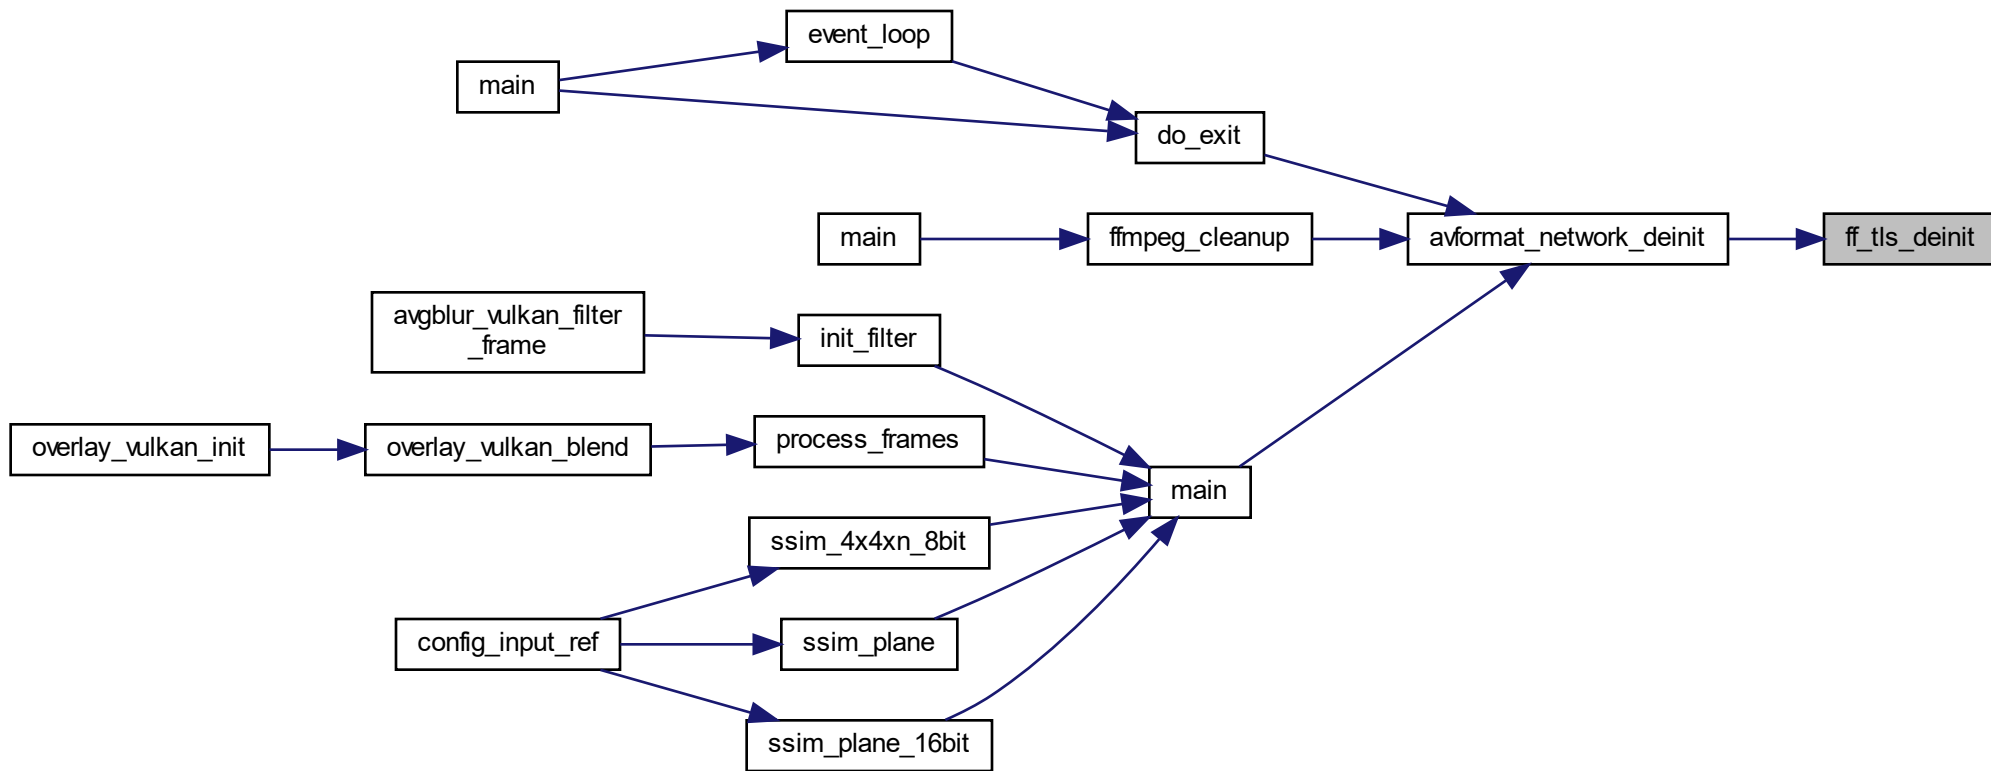 event_loop
main
do_exit
main
ffmpeg_cleanup
avformat_network_deinit
ff_tls_deinit
avgblur_vulkan_filter
_frame
init_filter
overlay_vulkan_init
overlay_vulkan_blend
process_frames
main
ssim_4x4xn_8bit
config_input_ref
ssim_plane
ssim_plane_16bit